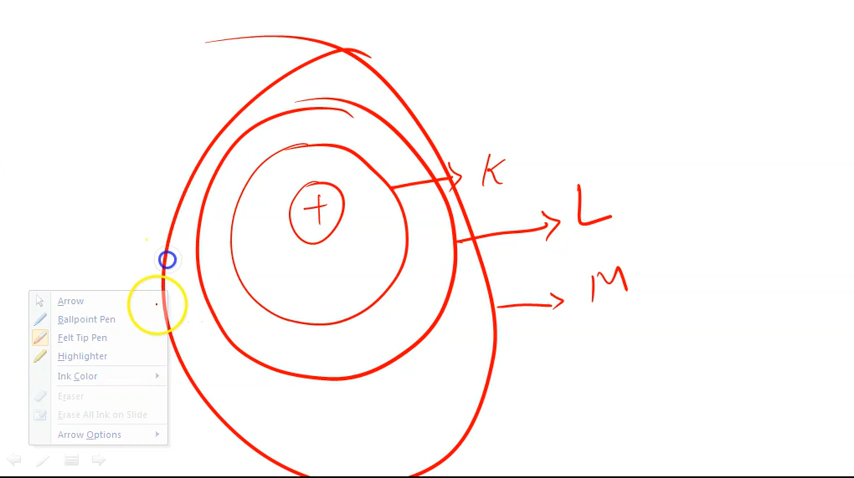 +
K
L
M
Arrow
Ballpoint Pen
Felt Tip Pen
Highlighter
Ink Color
Eraser
Erase All Ink on Slide
Arrow Options